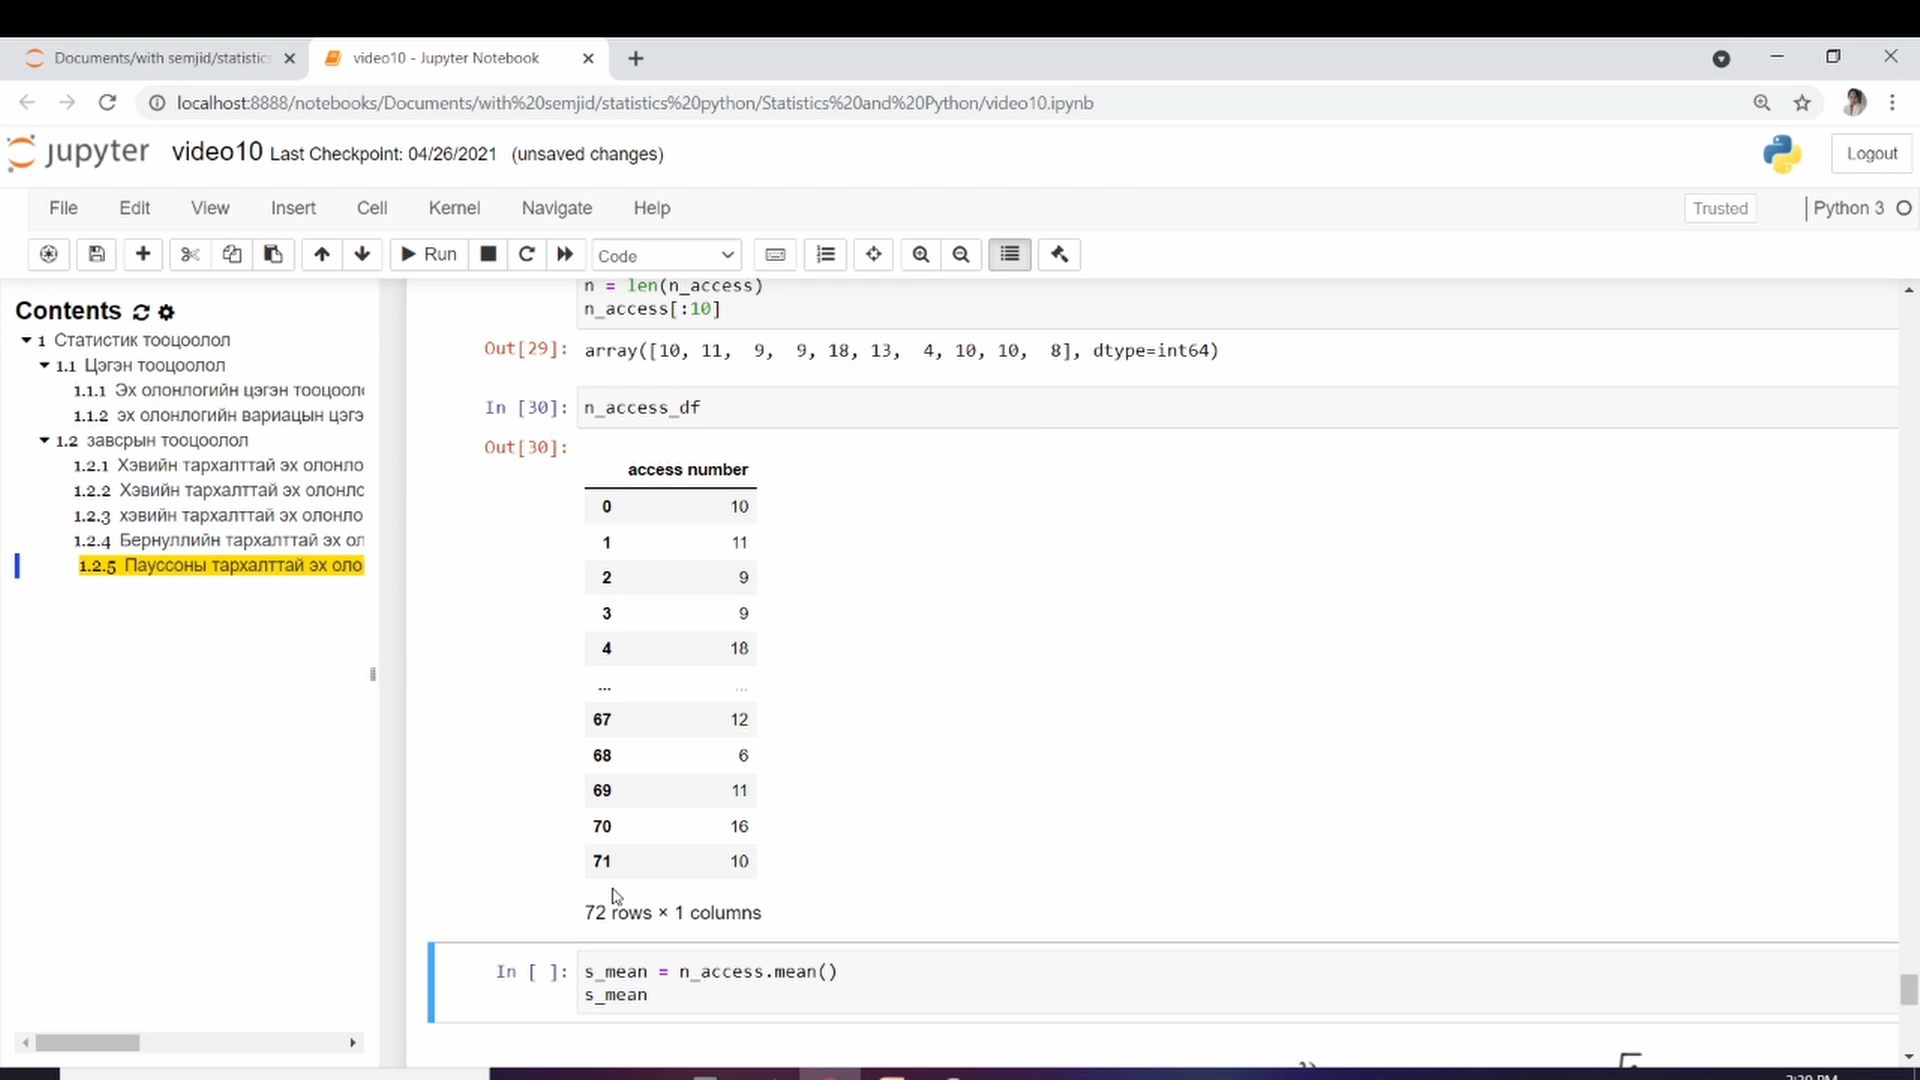 Documents/with semjid/statistics
video10 - Jupyter Notebook
localhost:8888/notebooks/Documents/with%20semjid/statistics%20python/Statistics%20and%20Python/video10.ipynb
jupyter video10 Last Checkpoint: 04/26/2021 (unsaved changes)
Logout
File Edit View Insert Cell Kernel Navigate Help
Trusted
Python 3
Run
Code
Contents
1 Статистик тооцоолол
1.1 Цэгэн тооцоолол
1.1.1 Эх олонлогийн цэгэн тооцоол
1.1.2 эх олонлогийн вариацын цэгэ
1.2 завсрын тооцоолол
1.2.1 Хэвийн тархалттай эх олонло
1.2.2 Хэвийн тархалттай эх олонлс
1.2.3 хэвийн тархалттай эх олонло
1.2.4 Бернуллийн тархалттай эх ол
1.2.5 Пауссоны тархалттай эх оло
n = len(n_access)
n_access[:10]
Out[29]: array([10, 11, 9, 9, 18, 13, 4, 10, 10, 8], dtype=int64)
In [30]: n_access_df
Out[30]:
access number
0 10
1 11
2 9
3 9
4 18
... ...
67 12
68 6
69 11
70 16
71 10
72 rows × 1 columns
In [ ]: s_mean = n_access.mean()
s_mean